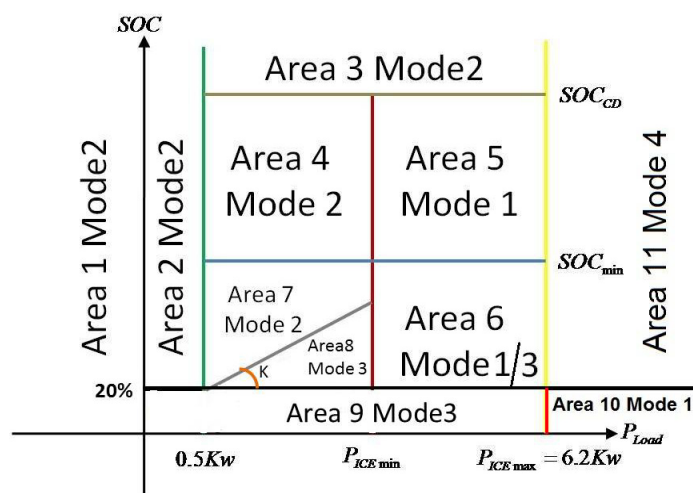 SOC
Area 3 Mode2
SOC_CD
Area 1 Mode2
Area 2 Mode2
Area 4
Mode 2
Area 5
Mode 1
Area 11 Mode 4
SOC_min
Area 7
Mode 2
Area8
Mode 3
K
Area 6
Mode1/3
20%
Area 9 Mode3
Area 10 Mode 1
P_Load
0.5Kw
P_ICE min
P_ICE max = 6.2Kw